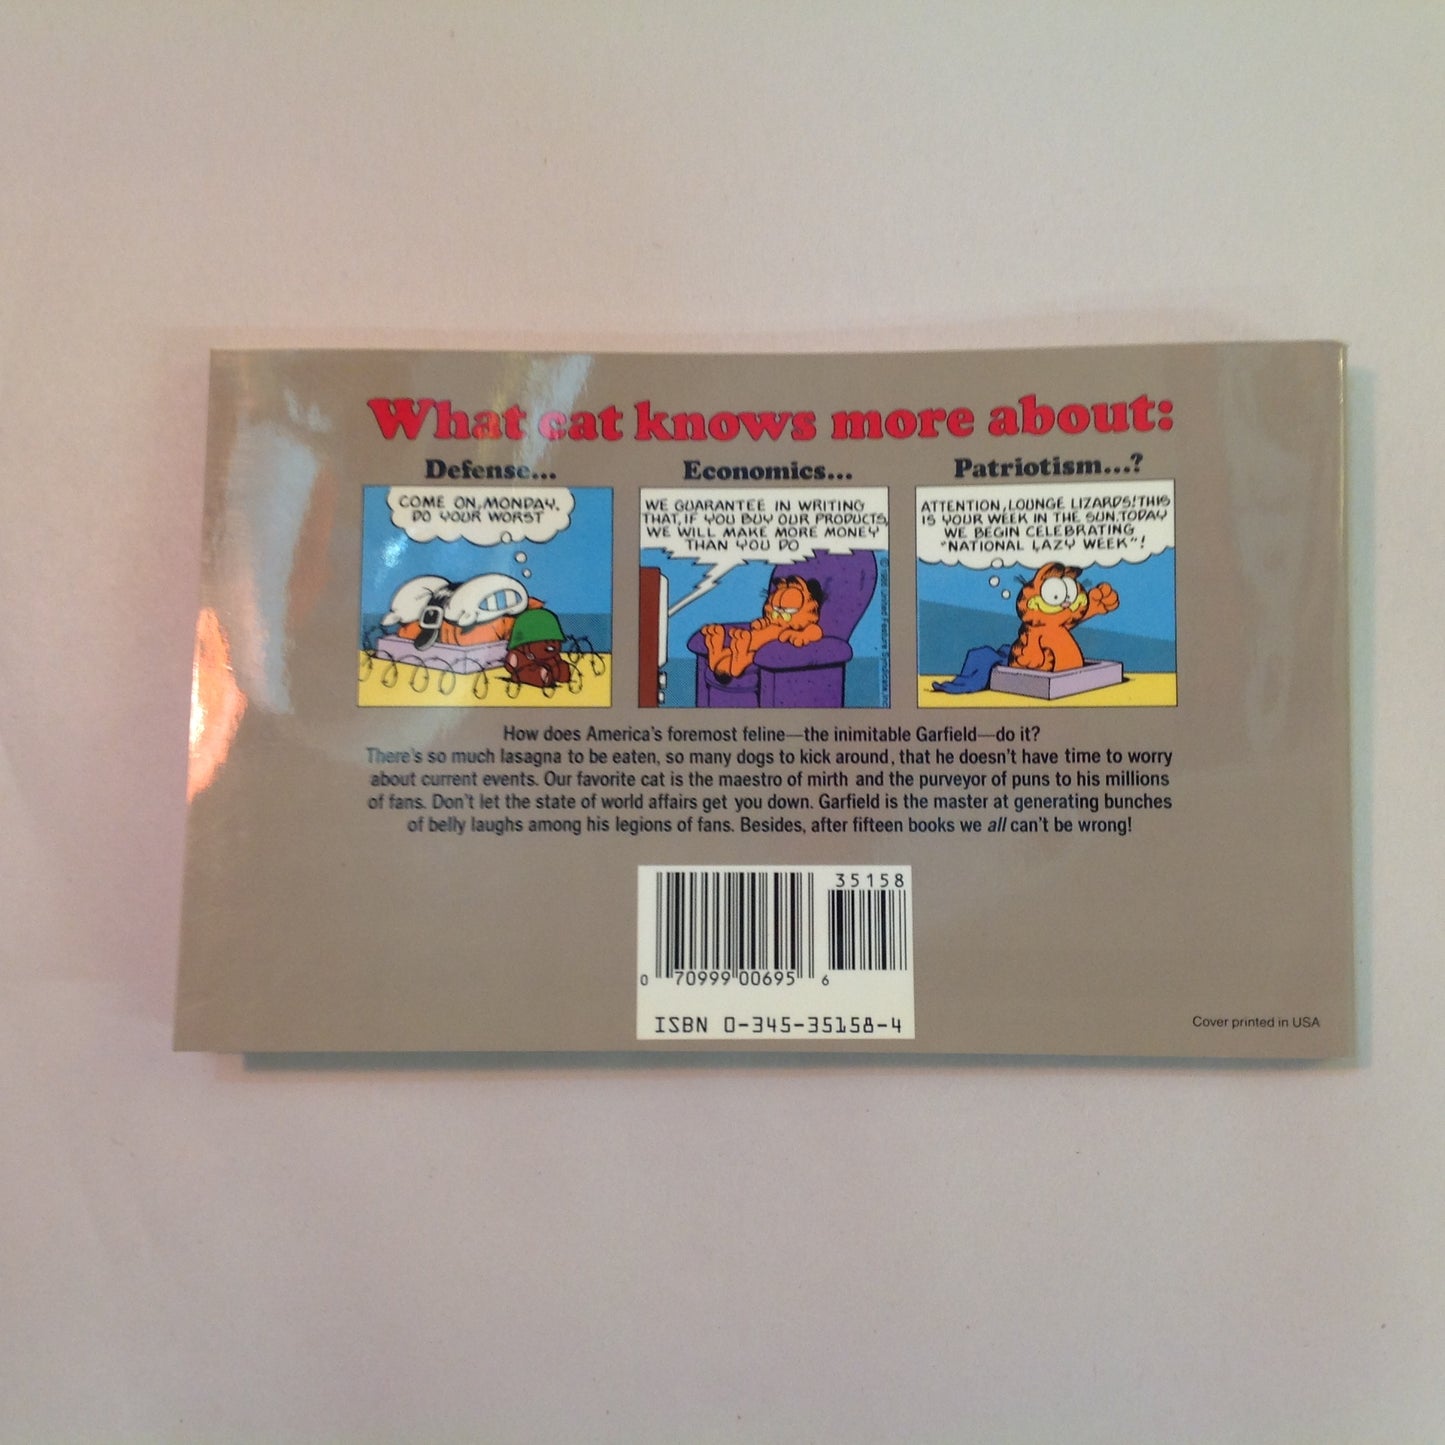 What cat knows more about:
Defense...
COME ON, MONDAY.
DO YOUR WORST
Economics...
WE GUARANTEE IN WRITING
THAT, IF YOU BUY OUR PRODUCTS,
WE WILL MAKE MORE MONEY
THAN YOU DO
© 1986 United Feature Syndicate, Inc.
Patriotism...?
ATTENTION, LOUNGE LIZARDS! THIS
IS YOUR WEEK IN THE SUN. TODAY
WE BEGIN CELEBRATING
"NATIONAL LAZY WEEK"!
How does America's foremost feline—the inimitable Garfield—do it?
There's so much lasagna to be eaten, so many dogs to kick around, that he doesn't have time to worry
about current events. Our favorite cat is the maestro of mirth and the purveyor of puns to his millions
of fans. Don't let the state of world affairs get you down. Garfield is the master at generating bunches
of belly laughs among his legions of fans. Besides, after fifteen books we all can't be wrong!
35158
0 70999 00695 6
ISBN 0-345-35158-4
Cover printed in USA